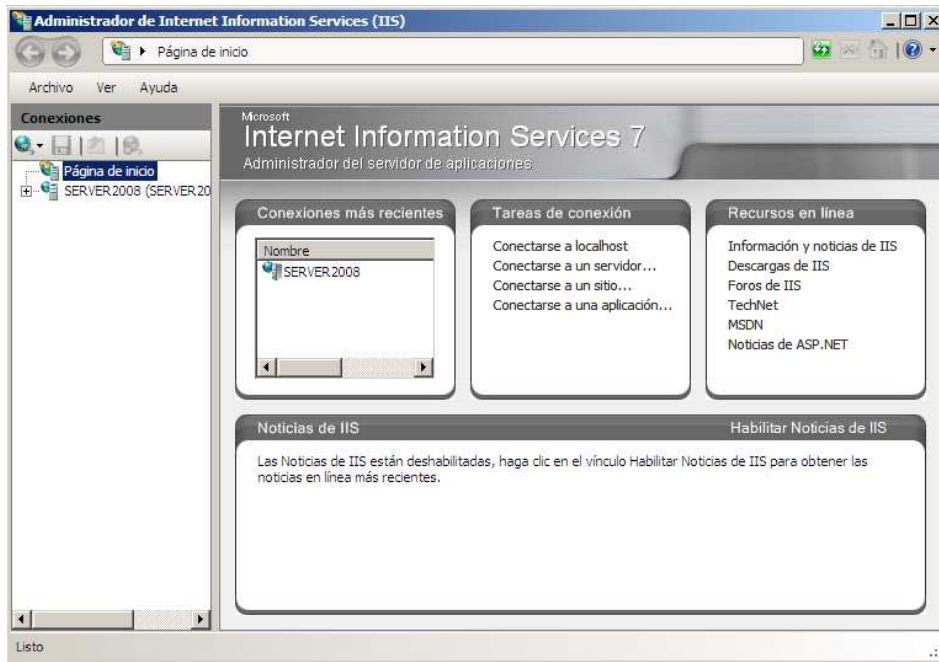 Administrador de Internet Information Services (IIS)
Página de inicio
Archivo Ver Ayuda
Conexiones
Página de inicio
SERVER2008 (SERVER20
Microsoft
Internet Information Services 7
Administrador del servidor de aplicaciones
Conexiones más recientes
Nombre
SERVER2008
Tareas de conexión
Conectarse a localhost
Conectarse a un servidor...
Conectarse a un sitio...
Conectarse a una aplicación...
Recursos en línea
Información y noticias de IIS
Descargas de IIS
Foros de IIS
TechNet
MSDN
Noticias de ASP.NET
Noticias de IIS
Habilitar Noticias de IIS
Las Noticias de IIS están deshabilitadas, haga clic en el vínculo Habilitar Noticias de IIS para obtener las
noticias en línea más recientes.
Listo